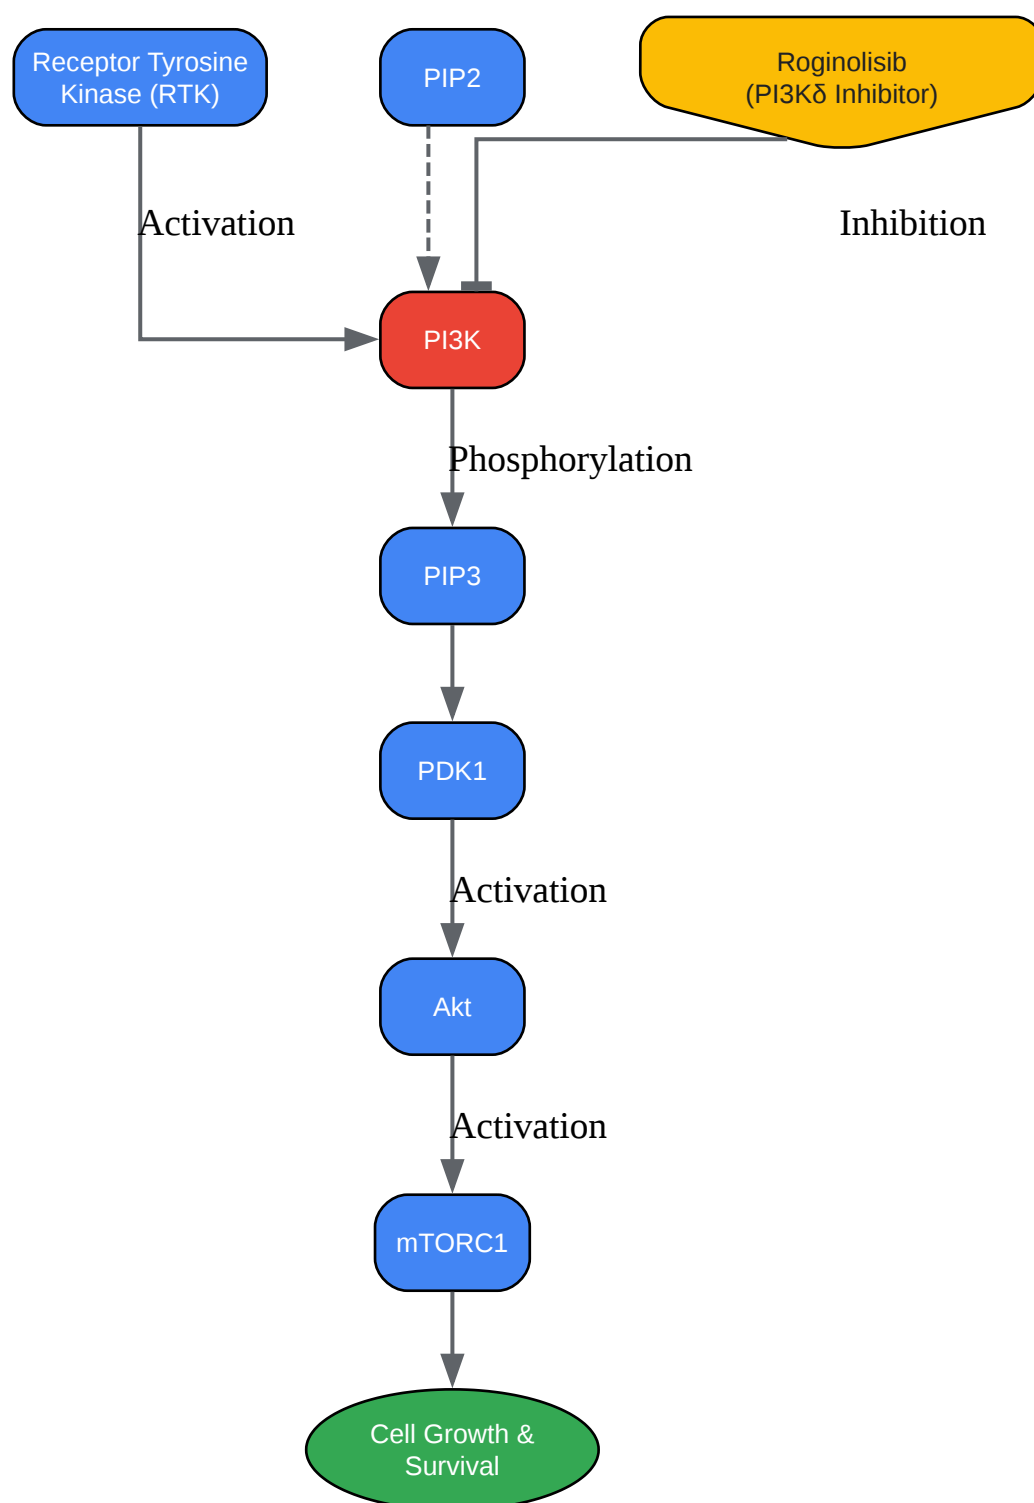 Receptor Tyrosine
Kinase (RTK)
PIP2
Roginolisib
(PI3Kδ Inhibitor)
Activation
Inhibition
PI3K
Phosphorylation
PIP3
PDK1
Activation
Akt
Activation
mTORC1
Cell Growth &
Survival